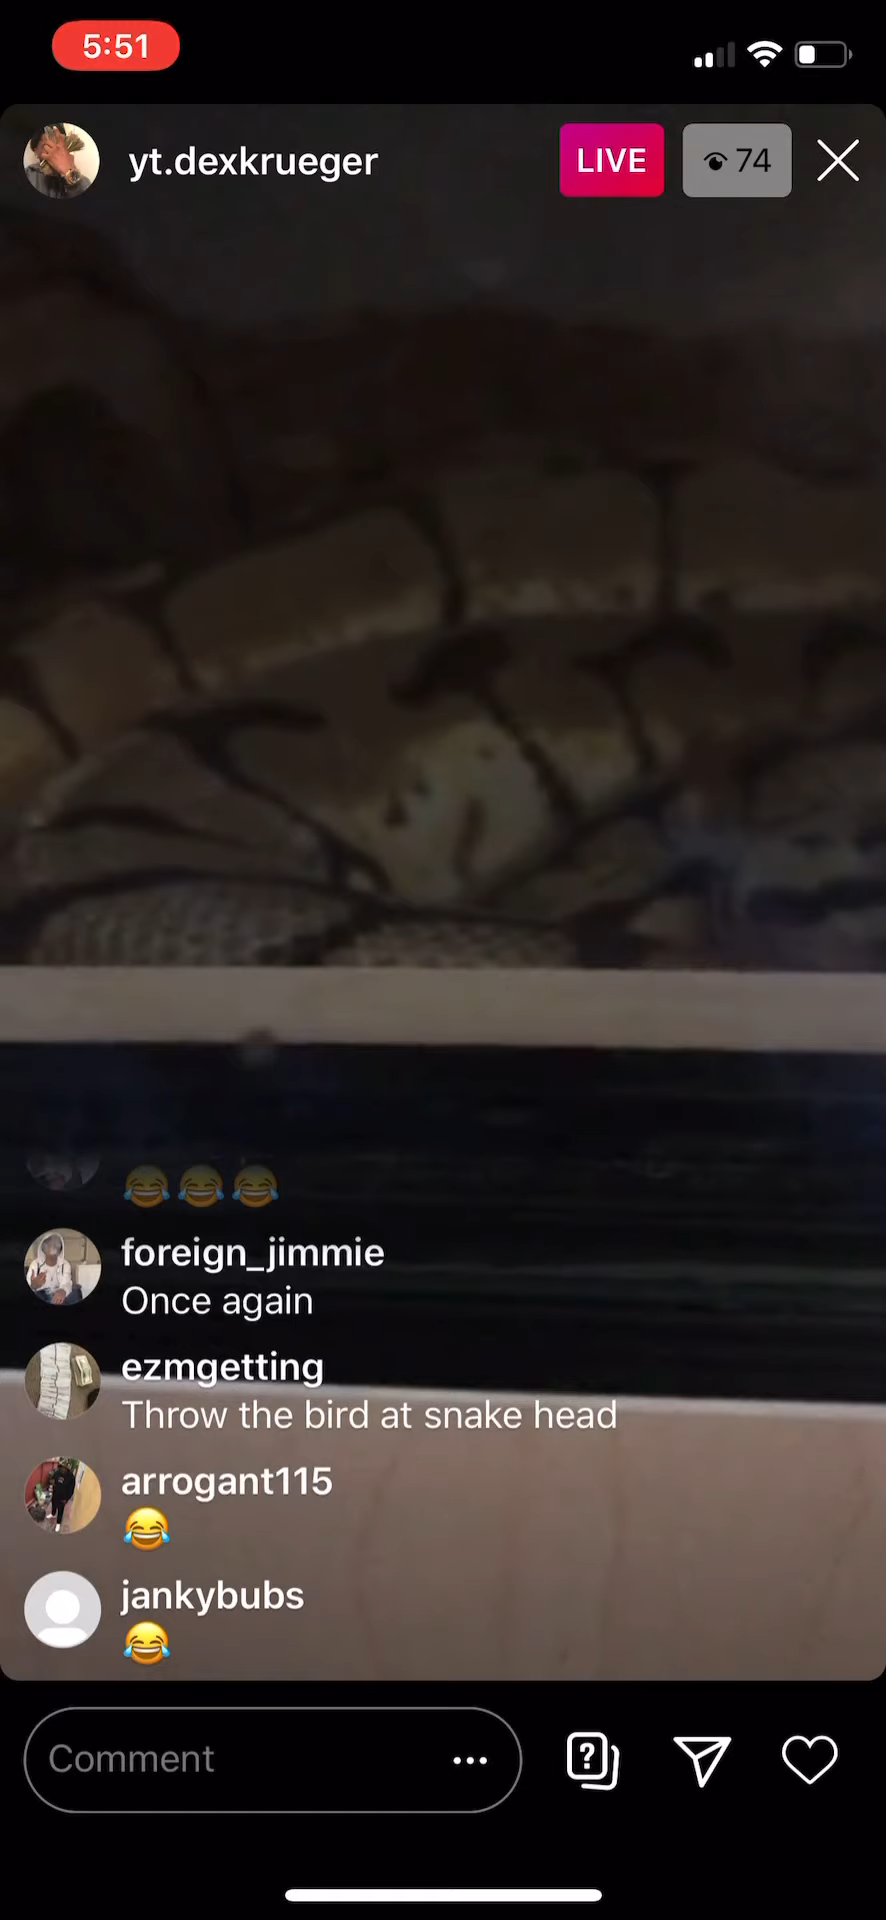 5:51
yt.dexkrueger
LIVE
74
😂😂😂
foreign_jimmie
Once again
ezmgetting
Throw the bird at snake head
arrogant115
😂
jankybubs
😂
Comment